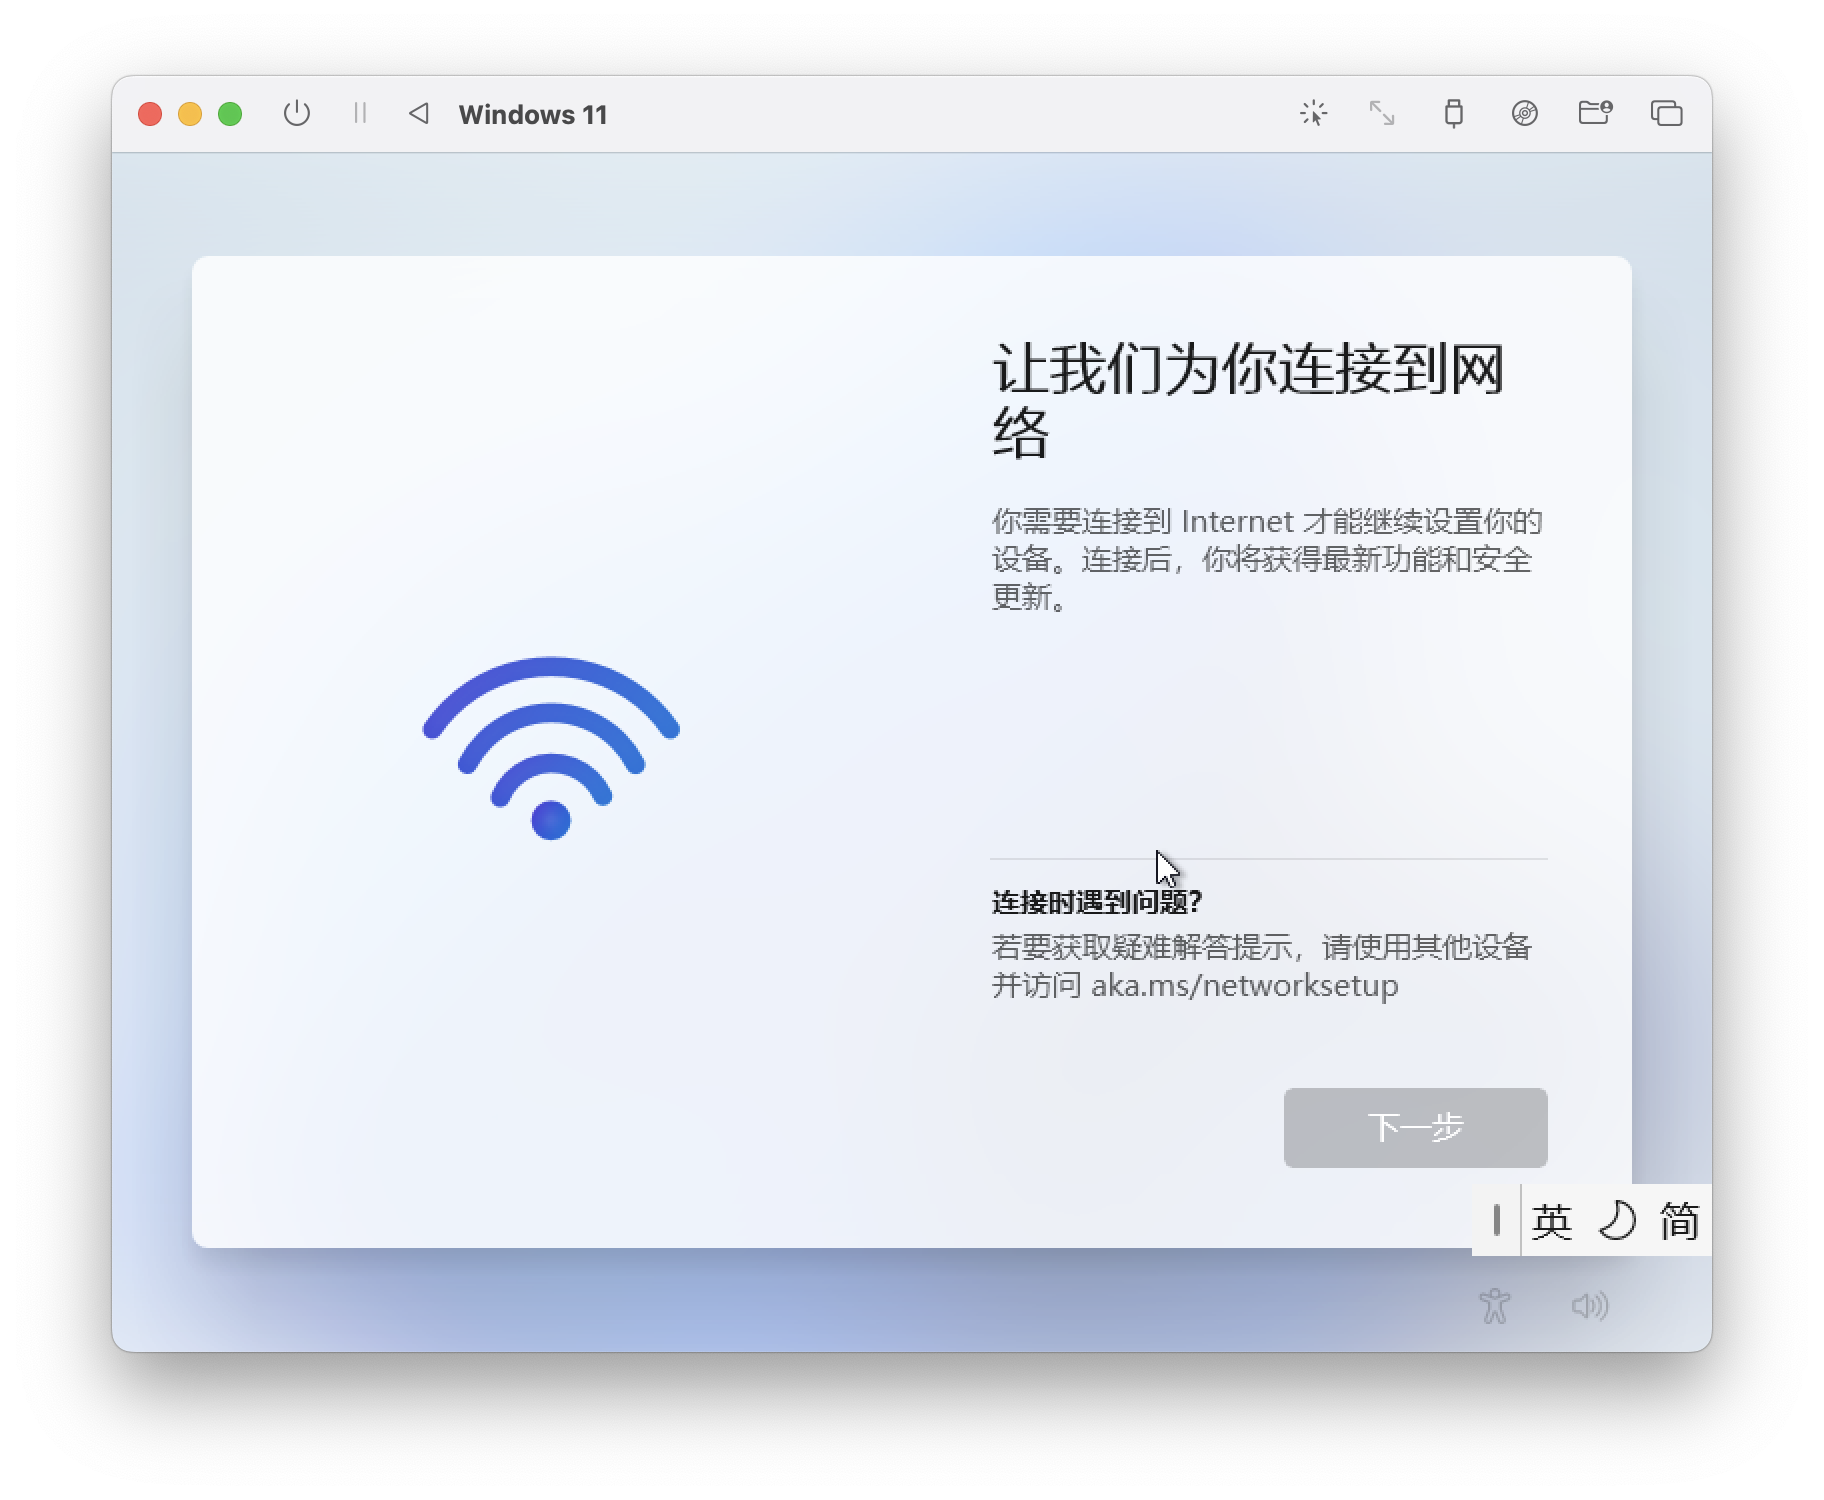 Windows 11
让我们为你连接到网
络
你需要连接到 Internet 才能继续设置你的
设备。连接后，你将获得最新功能和安全
更新。
连接时遇到问题?
若要获取疑难解答提示，请使用其他设备
并访问 aka.ms/networksetup
下一步
英 简